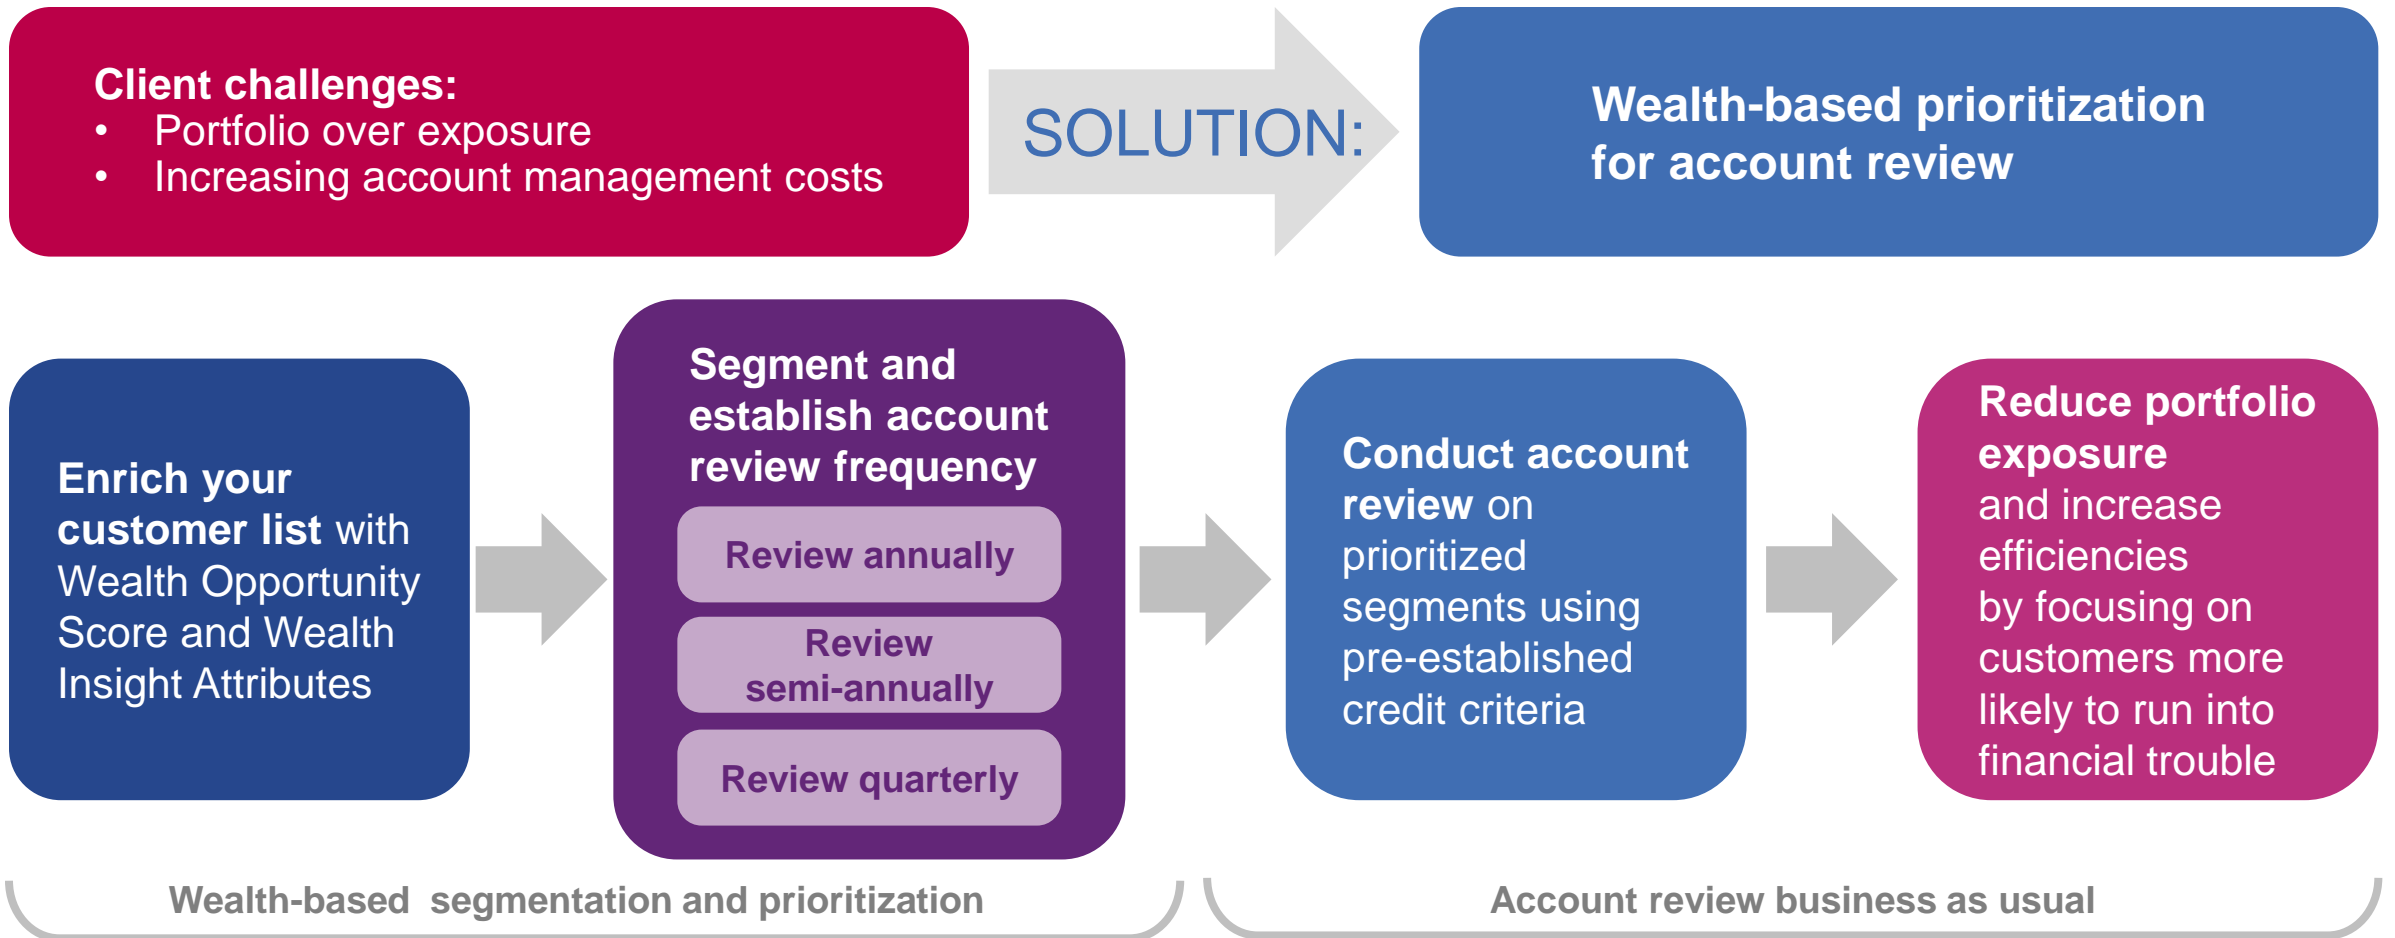 Client challenges:
• Portfolio over exposure
• Increasing account management costs
SOLUTION:
Wealth-based prioritization
for account review
Enrich your
customer list with
Wealth Opportunity
Score and Wealth
Insight Attributes
Segment and
establish account
review frequency
Review annually
Review
semi-annually
Review quarterly
Conduct account
review on
prioritized
segments using
pre-established
credit criteria
Reduce portfolio
exposure
and increase
efficiencies
by focusing on
customers more
likely to run into
financial trouble
Wealth-based segmentation and prioritization
Account review business as usual